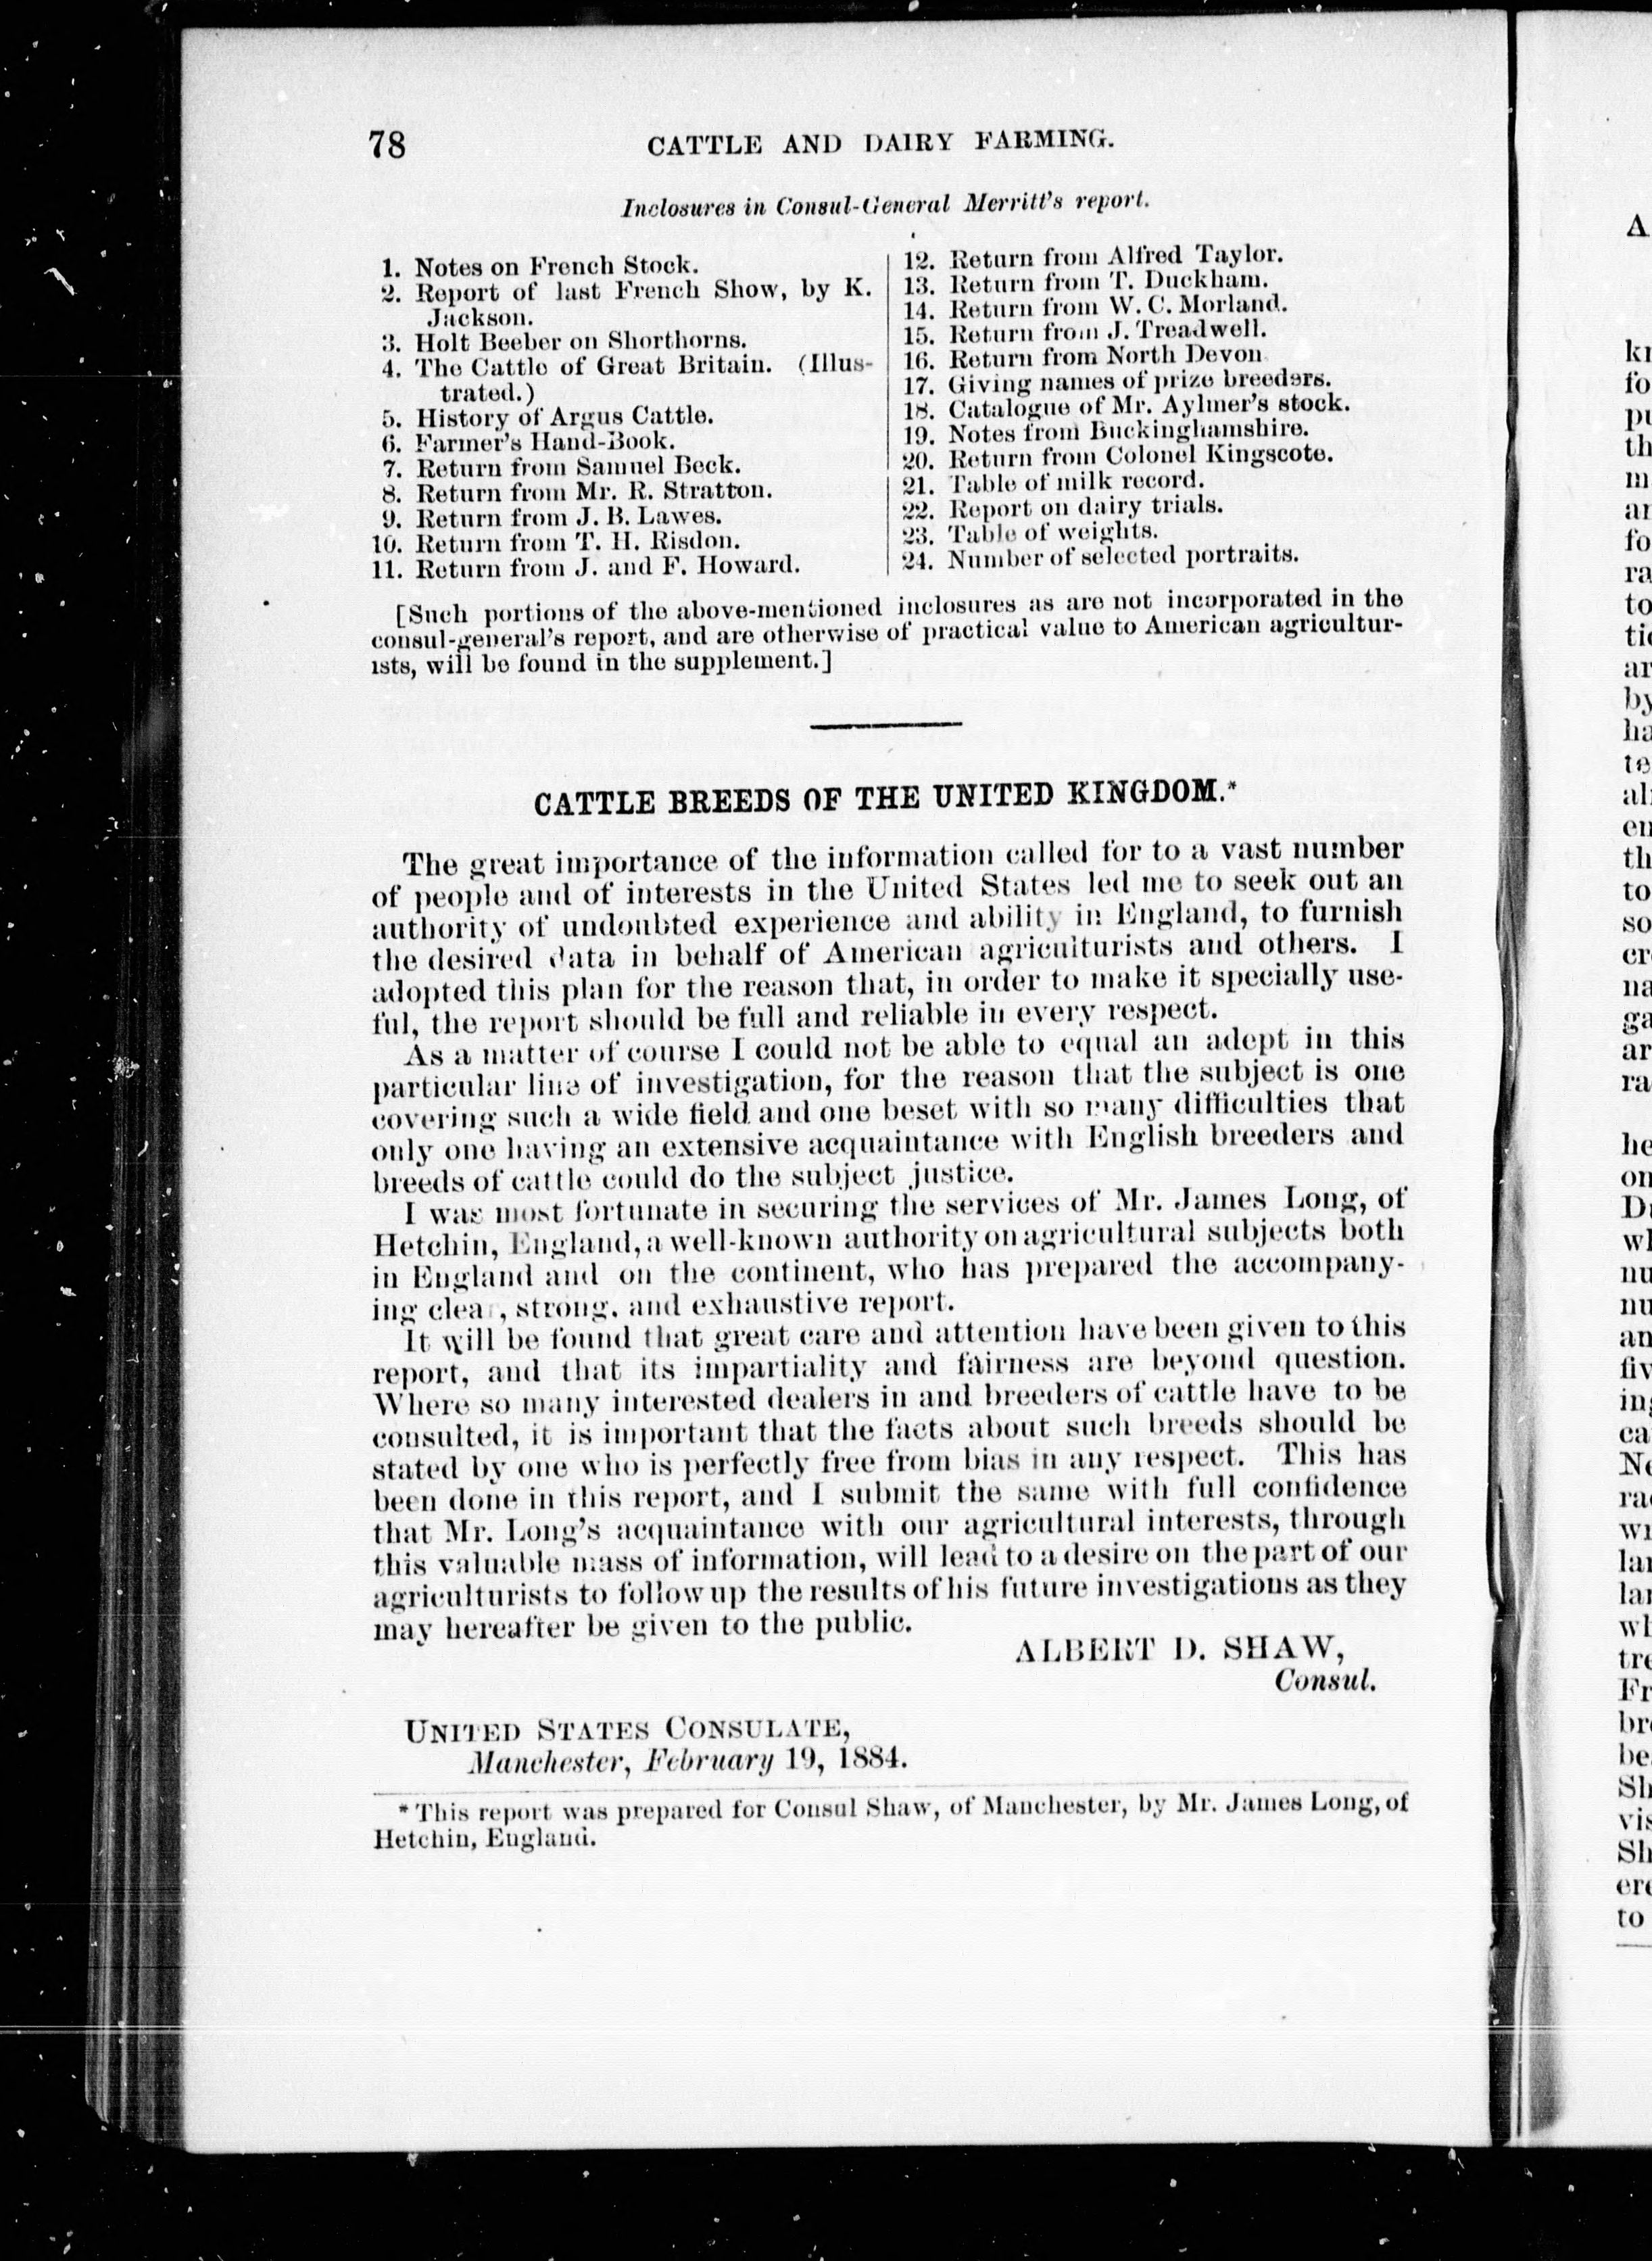 78 CATTLE AND DAIRY FARMING.
Inclosures in Consul-General Merritt's report.
1. Notes on French Stock.
2. Report of last French Show, by K.
Jackson.
3. Holt Beeber on Shorthorns.
4. The Cattle of Great Britain. (Illus-
trated.)
5. History of Argus Cattle.
6. Farmer's Hand-Book.
7. Return from Samuel Beck.
8. Return from Mr. R. Stratton.
9. Return from J. B. Lawes.
10. Return from T. H. Risdon.
11. Return from J. and F. Howard.
12. Return from Alfred Taylor.
13. Return from T. Duckham.
14. Return from W. C. Morland.
15. Return from J. Treadwell.
16. Return from North Devon
17. Giving names of prize breeders.
18. Catalogue of Mr. Aylmer's stock.
19. Notes from Buckinghamshire.
20. Return from Colonel Kingscote.
21. Table of milk record.
22. Report on dairy trials.
23. Table of weights.
24. Number of selected portraits.
[Such portions of the above-mentioned inclosures as are not incorporated in the
consul-general's report, and are otherwise of practical value to American agricultur-
ists, will be found in the supplement.]
CATTLE BREEDS OF THE UNITED KINGDOM.*
The great importance of the information called for to a vast number
of people and of interests in the United States led me to seek out an
authority of undoubted experience and ability in England, to furnish
the desired data in behalf of American agriculturists and others. I
adopted this plan for the reason that, in order to make it specially use-
ful, the report should be full and reliable in every respect.
As a matter of course I could not be able to equal an adept in this
particular line of investigation, for the reason that the subject is one
covering such a wide field and one beset with so many difficulties that
only one having an extensive acquaintance with English breeders and
breeds of cattle could do the subject justice.
I was most fortunate in securing the services of Mr. James Long, of
Hetchin, England, a well-known authority on agricultural subjects both
in England and on the continent, who has prepared the accompany-
ing clear, strong, and exhaustive report.
It will be found that great care and attention have been given to this
report, and that its impartiality and fairness are beyond question.
Where so many interested dealers in and breeders of cattle have to be
consulted, it is important that the facts about such breeds should be
stated by one who is perfectly free from bias in any respect. This has
been done in this report, and I submit the same with full confidence
that Mr. Long's acquaintance with our agricultural interests, through
this valuable mass of information, will lead to a desire on the part of our
agriculturists to follow up the results of his future investigations as they
may hereafter be given to the public.
ALBERT D. SHAW,
Consul.
UNITED STATES CONSULATE,
Manchester, February 19, 1884.
* This report was prepared for Consul Shaw, of Manchester, by Mr. James Long, of
Hetchin, England.